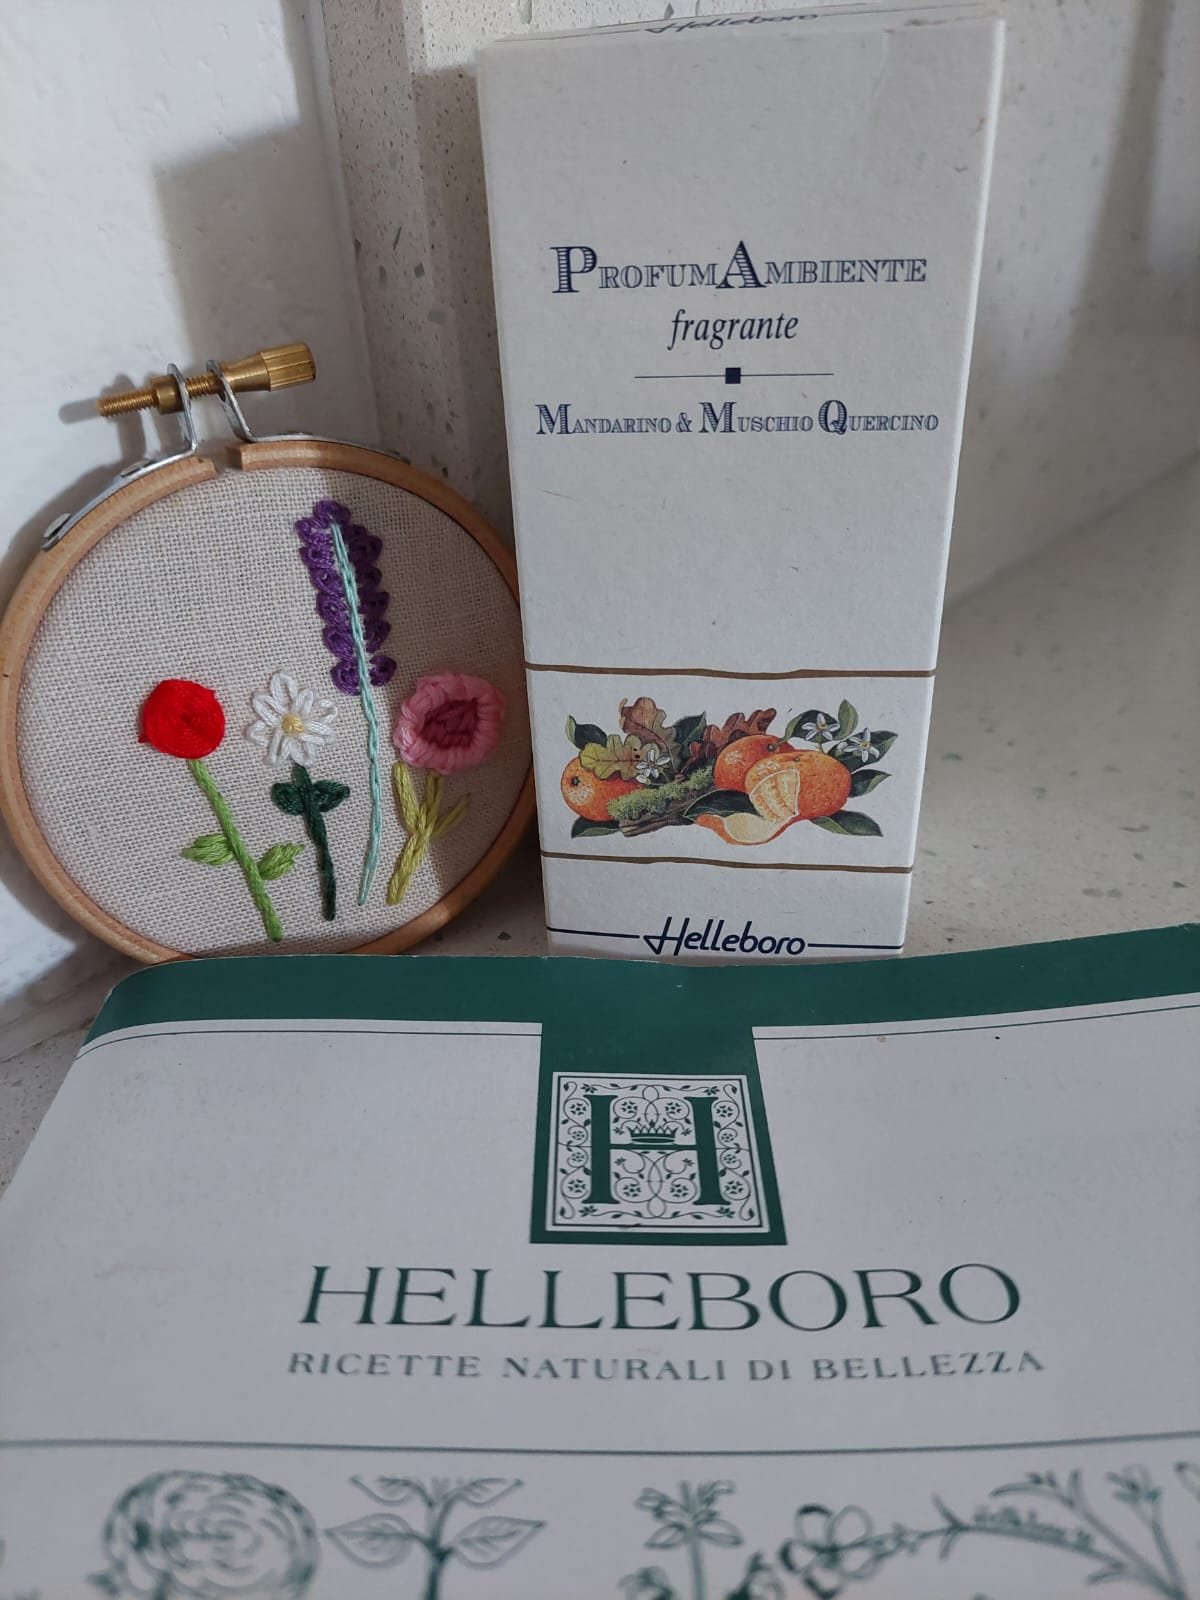 Helleboro
PROFUMAMBIENTE
fragrante
MANDARINO & MUSCHIO QUERCINO
Helleboro
H
HELLEBORO
RICETTE NATURALI DI BELLEZZA